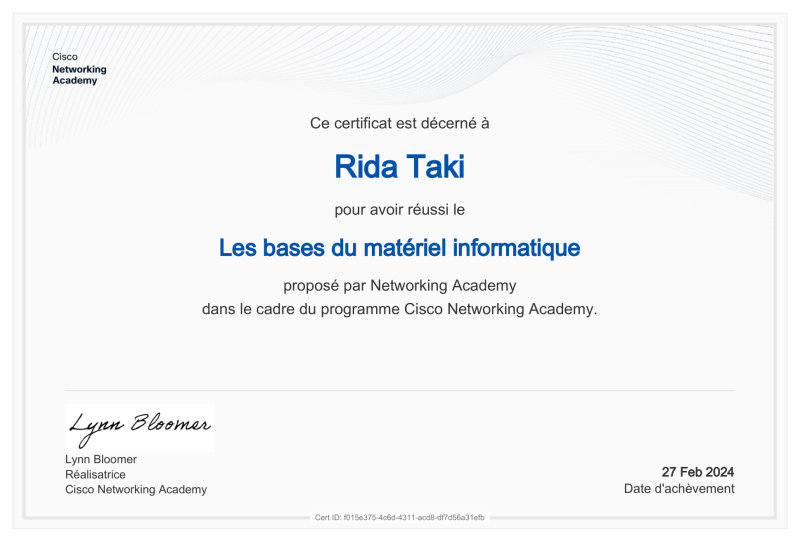 Cisco
Networking
Academy
Ce certificat est décerné à
Rida Taki
pour avoir réussi le
Les bases du matériel informatique
proposé par Networking Academy
dans le cadre du programme Cisco Networking Academy.
Lynn Bloomer
Lynn Bloomer
Réalisatrice
Cisco Networking Academy
27 Feb 2024
Date d'achèvement
Cert ID: f015e375-4c6d-4311-acd8-df7d56a31efb